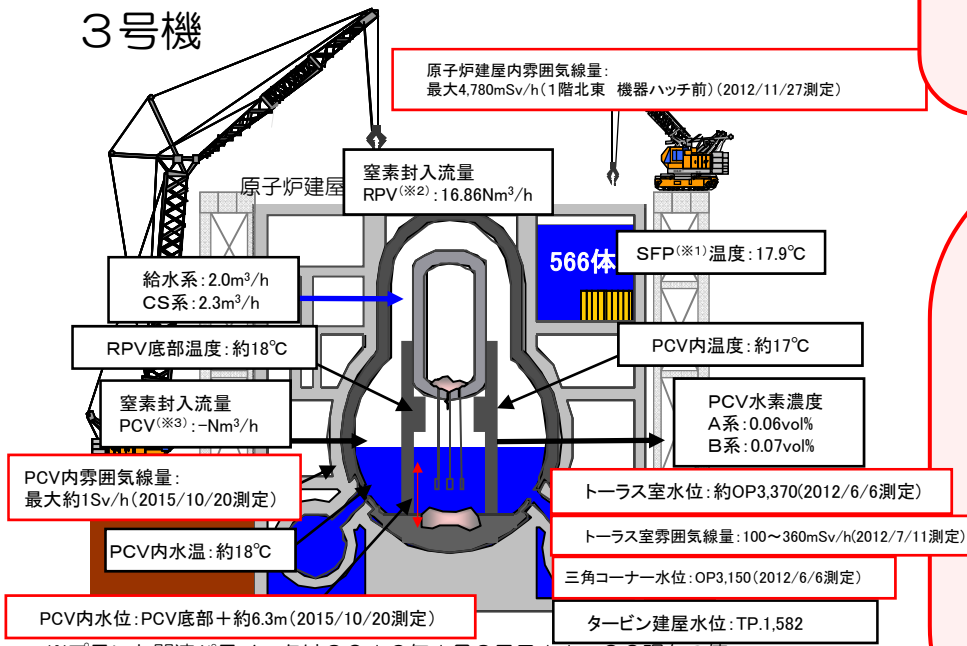 3号機
原子炉建屋内雰囲気線量:
最大4,780mSv/h(1階北東 機器ハッチ前)(2012/11/27測定)
窒素封入流量
RPV(※2):16.86Nm³/h
原子炉建屋
566体
SFP(※1)温度:17.9℃
給水系:2.0m³/h
CS系:2.3m³/h
RPV底部温度:約18℃
PCV内温度:約17℃
窒素封入流量
PCV(※3):-Nm³/h
PCV水素濃度
A系:0.06vol%
B系:0.07vol%
PCV内雰囲気線量:
最大約1Sv/h(2015/10/20測定)
トーラス室水位:約OP3,370(2012/6/6測定)
PCV内水温:約18℃
トーラス室雰囲気線量:100~360mSv/h(2012/7/11測定)
三角コーナー水位:OP3,150(2012/6/6測定)
PCV内水位:PCV底部+約6.3m(2015/10/20測定)
タービン建屋水位:TP.1,582